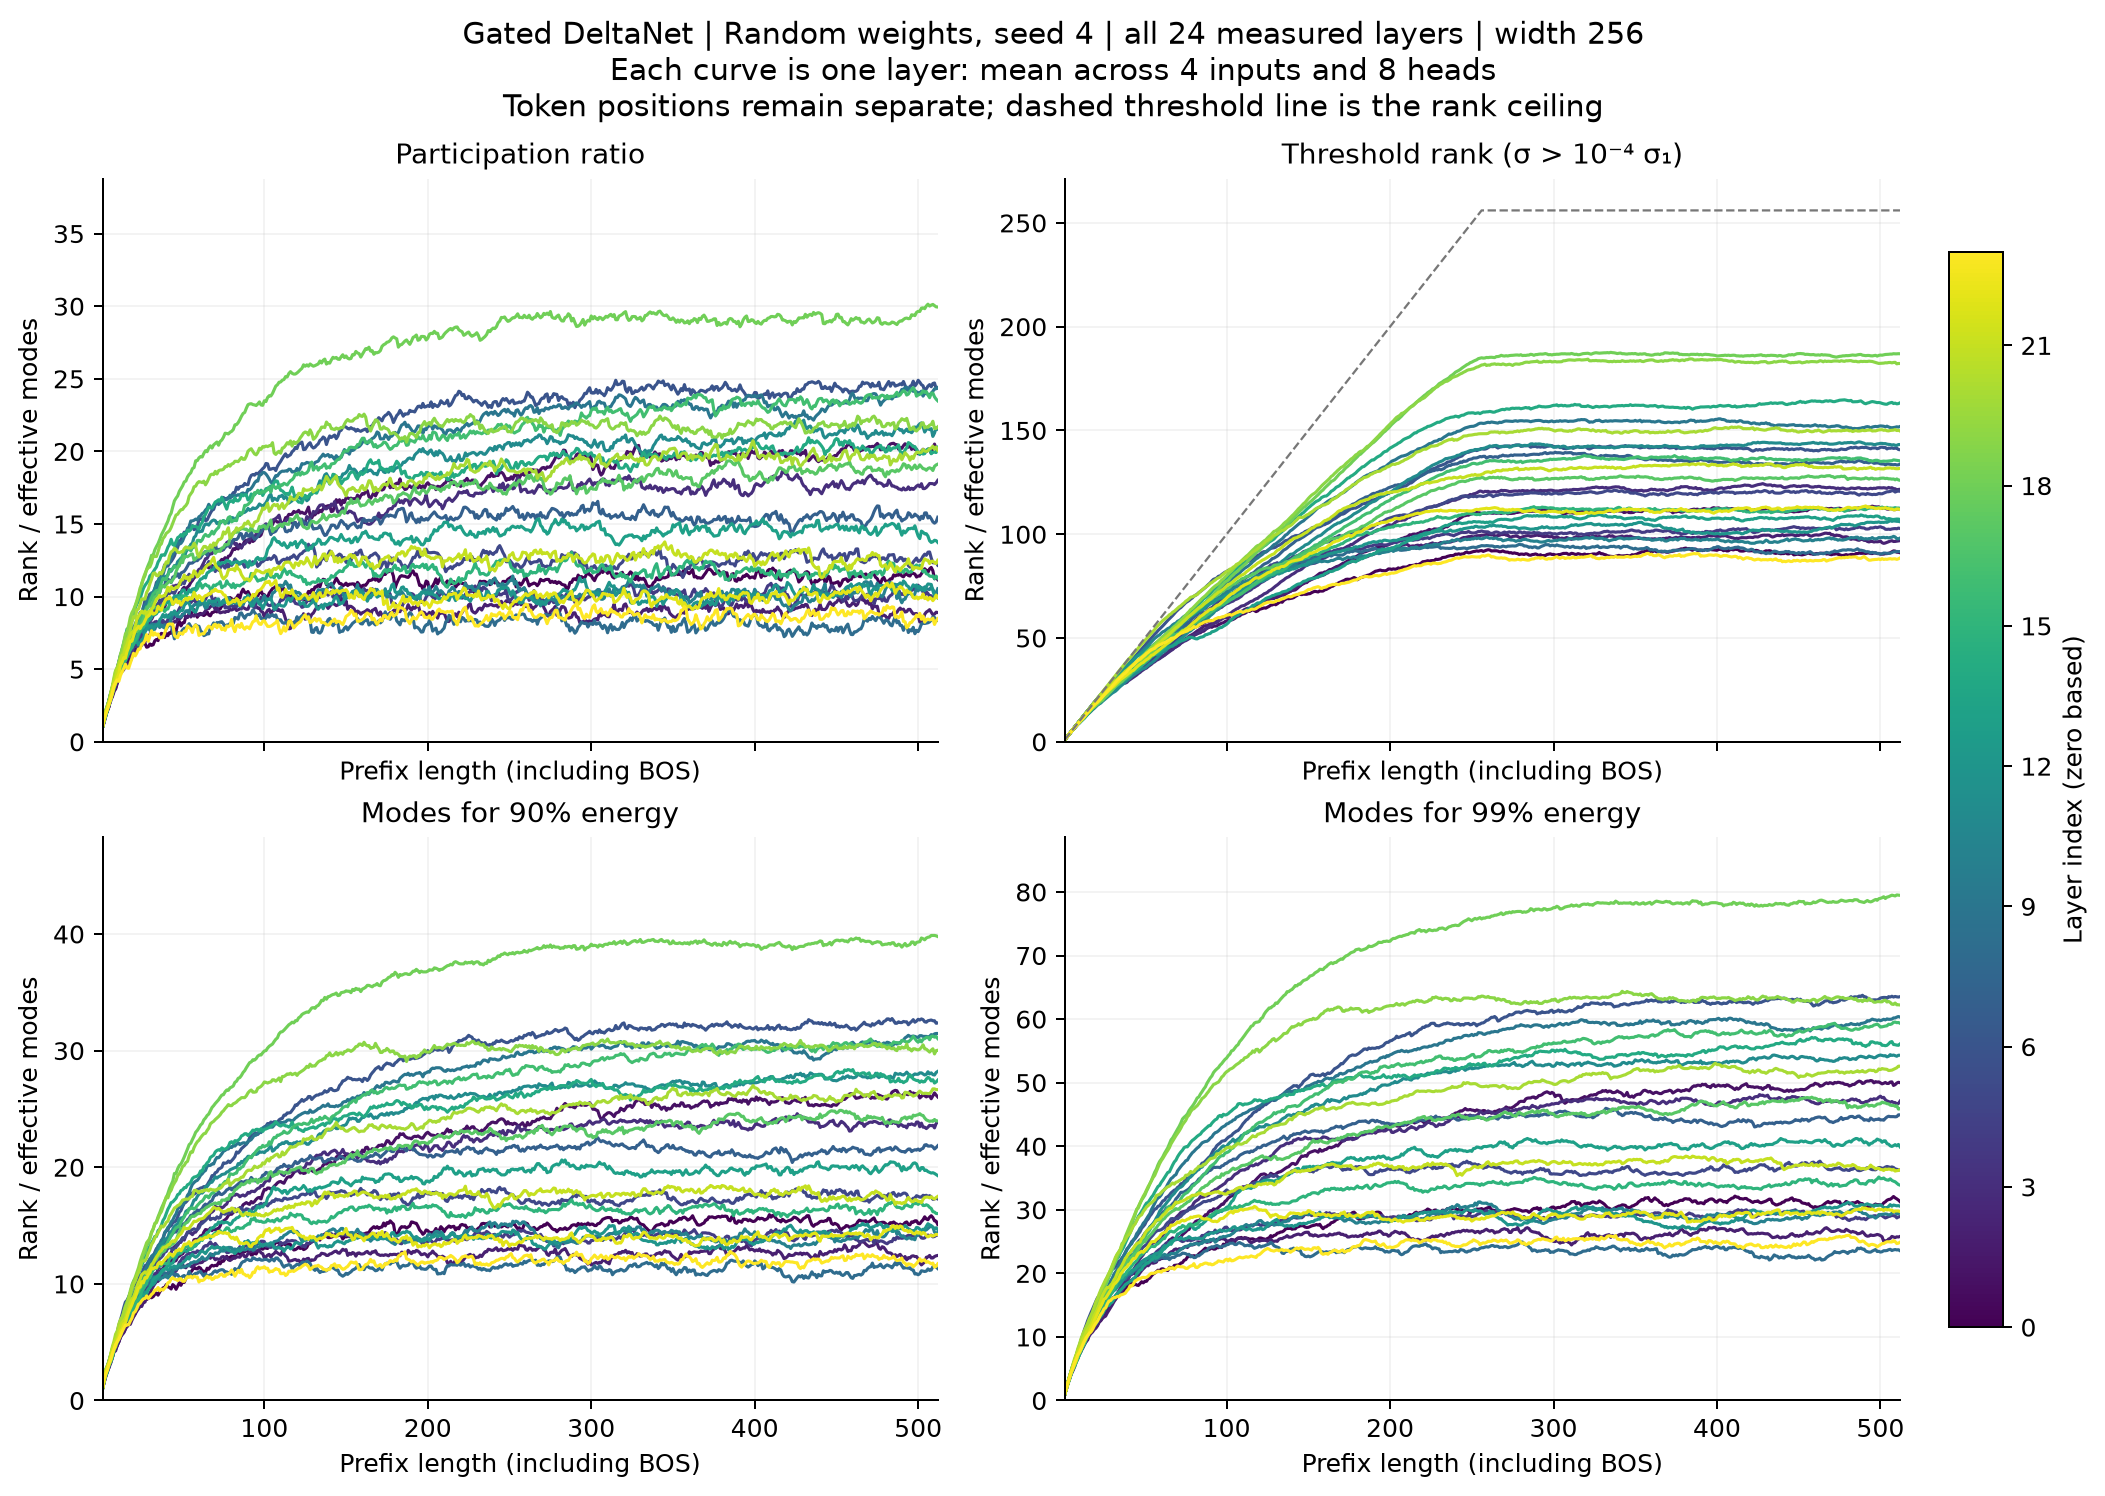 Gated DeltaNet | Random weights, seed 4 | all 24 measured layers | width 256
Each curve is one layer: mean across 4 inputs and 8 heads
Token positions remain separate; dashed threshold line is the rank ceiling
Participation ratio
Rank / effective modes
35
30
25
20
15
10
5
0
Prefix length (including BOS)
Threshold rank (σ > 10⁻⁴ σ₁)
Rank / effective modes
250
200
150
100
50
0
Prefix length (including BOS)
Modes for 90% energy
Rank / effective modes
40
30
20
10
0
100 200 300 400 500
Prefix length (including BOS)
Modes for 99% energy
Rank / effective modes
80
70
60
50
40
30
20
10
0
100 200 300 400 500
Prefix length (including BOS)
21
18
15
12
9
6
3
0
Layer index (zero based)